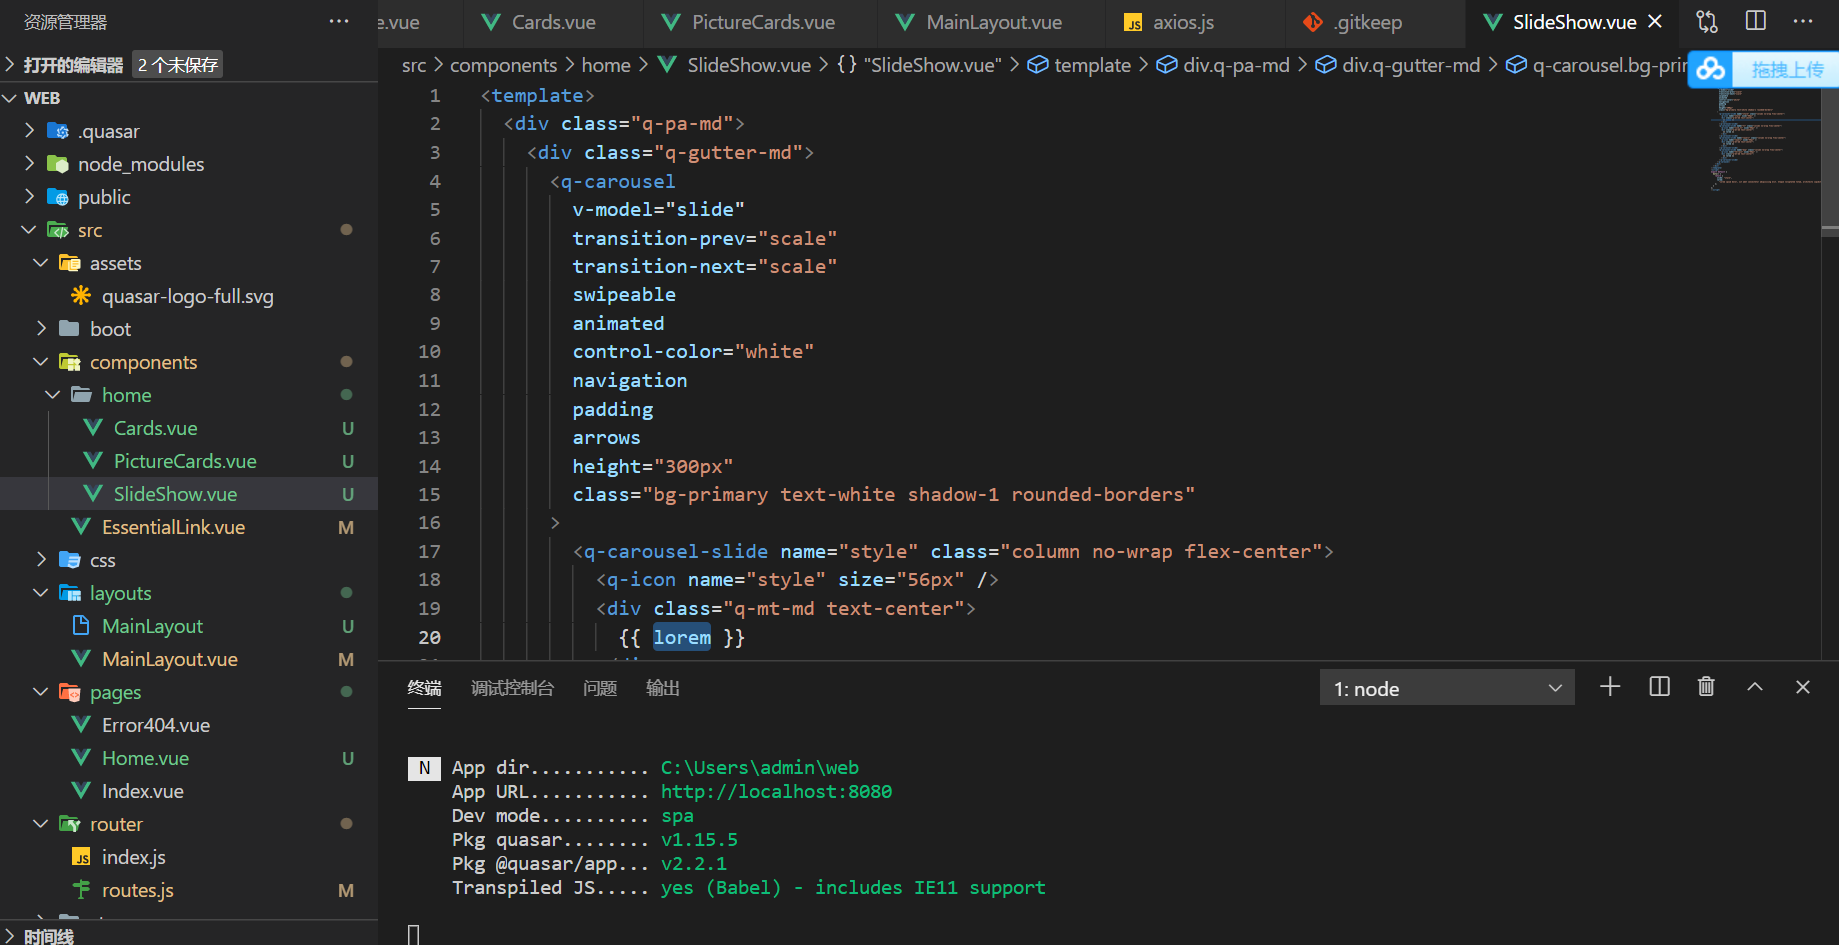 资源管理器
打开的编辑器 2 个未保存
WEB
.quasar
node_modules
public
src
assets
quasar-logo-full.svg
boot
components
home
Cards.vue U
PictureCards.vue U
SlideShow.vue U
EssentialLink.vue M
css
layouts
MainLayout U
MainLayout.vue M
pages
Error404.vue
Home.vue U
Index.vue
router
JS index.js
routes.js M
时间线
e.vue Cards.vue PictureCards.vue MainLayout.vue JS axios.js .gitkeep SlideShow.vue
src > components > home > SlideShow.vue > {} "SlideShow.vue" > template > div.q-pa-md > div.q-gutter-md > q-carousel.bg-prir
拖拽上传
1 <template>
2 <div class="q-pa-md">
3 <div class="q-gutter-md">
4 <q-carousel
5 v-model="slide"
6 transition-prev="scale"
7 transition-next="scale"
8 swipeable
9 animated
10 control-color="white"
11 navigation
12 padding
13 arrows
14 height="300px"
15 class="bg-primary text-white shadow-1 rounded-borders"
16 >
17 <q-carousel-slide name="style" class="column no-wrap flex-center">
18 <q-icon name="style" size="56px" />
19 <div class="q-mt-md text-center">
20 {{ lorem }}
终端 调试控制台 问题 输出 1: node
N App dir........... C:\Users\admin\web
App URL........... http://localhost:8080
Dev mode.......... spa
Pkg quasar........ v1.15.5
Pkg @quasar/app... v2.2.1
Transpiled JS..... yes (Babel) - includes IE11 support